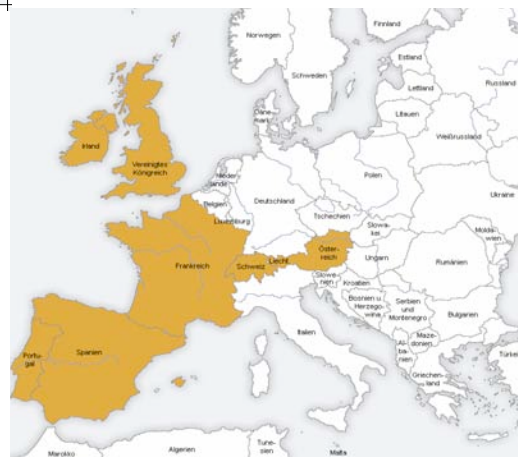 Finnland
Norwegen
Schweden
Estland
Lettland
Russland
Litauen
Däne-
mark
Irland
Vereinigtes
Königreich
Weißrussland
Nieder-
lande
Polen
Belgien
Deutschland
Ukraine
Luxemburg
Tschechien
Slowa-
kei
Moldawien
Öster-
reich
Ungarn
Frankreich
Schweiz
Liecht.
Rumänien
Slowe-
nien
Kroatien
Bosnien u.
Herzego-
wina
Serbien
und
Montenegro
Bulgarien
Italien
Portu-
gal
Spanien
Al-
ba-
nien
Maze-
donien
Türkei
Griechen-
land
Marokko
Algerien
Tune-
sien
Malta